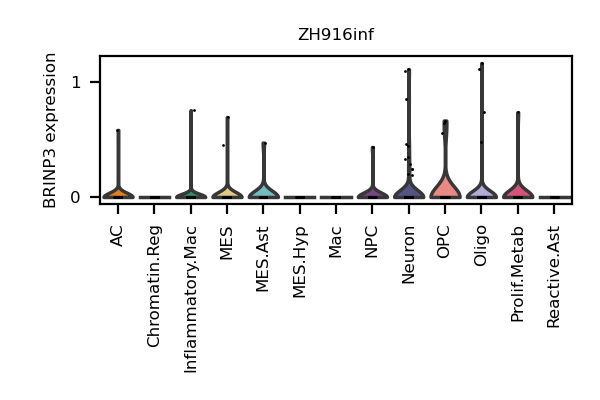 ZH916inf
BRINP3 expression
1
0
AC
Chromatin.Reg
Inflammatory.Mac
MES
MES.Ast
MES.Hyp
Mac
NPC
Neuron
OPC
Oligo
Prolif.Metab
Reactive.Ast